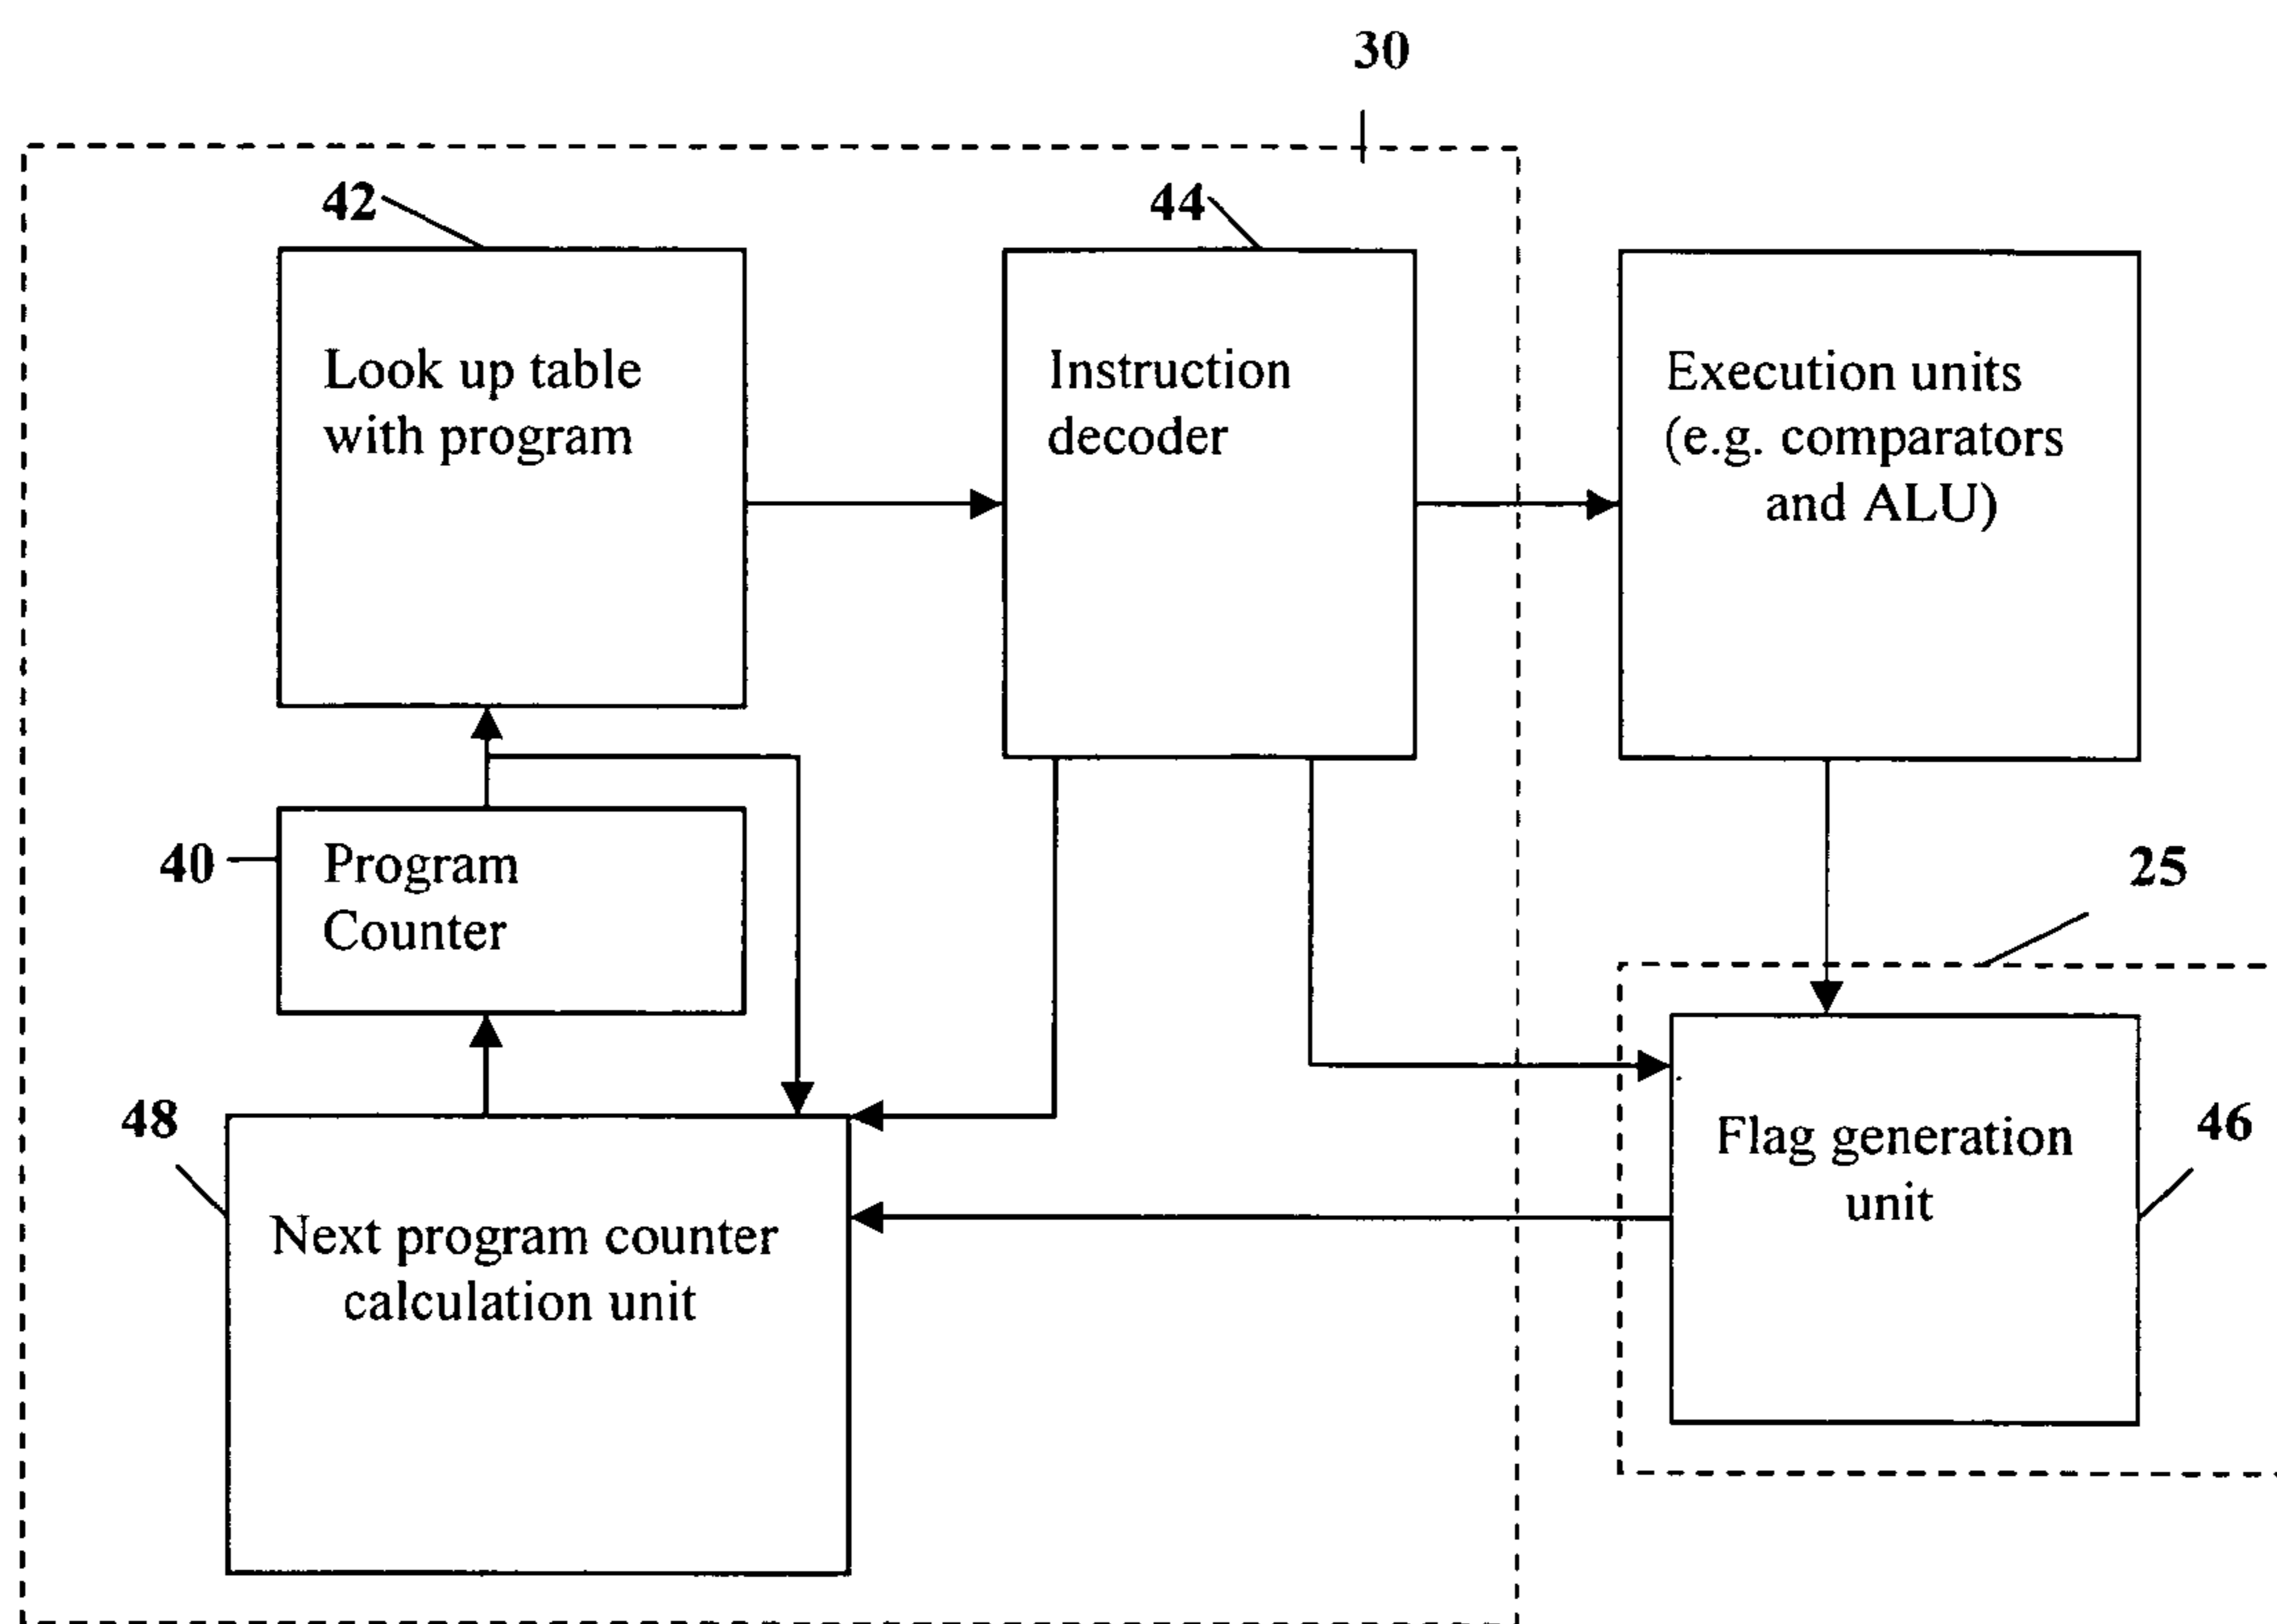 30
42
44
Look up table
with program
Instruction
decoder
Execution units
(e.g. comparators
and ALU)
40
Program
Counter
25
48
Next program counter
calculation unit
Flag generation
unit
46